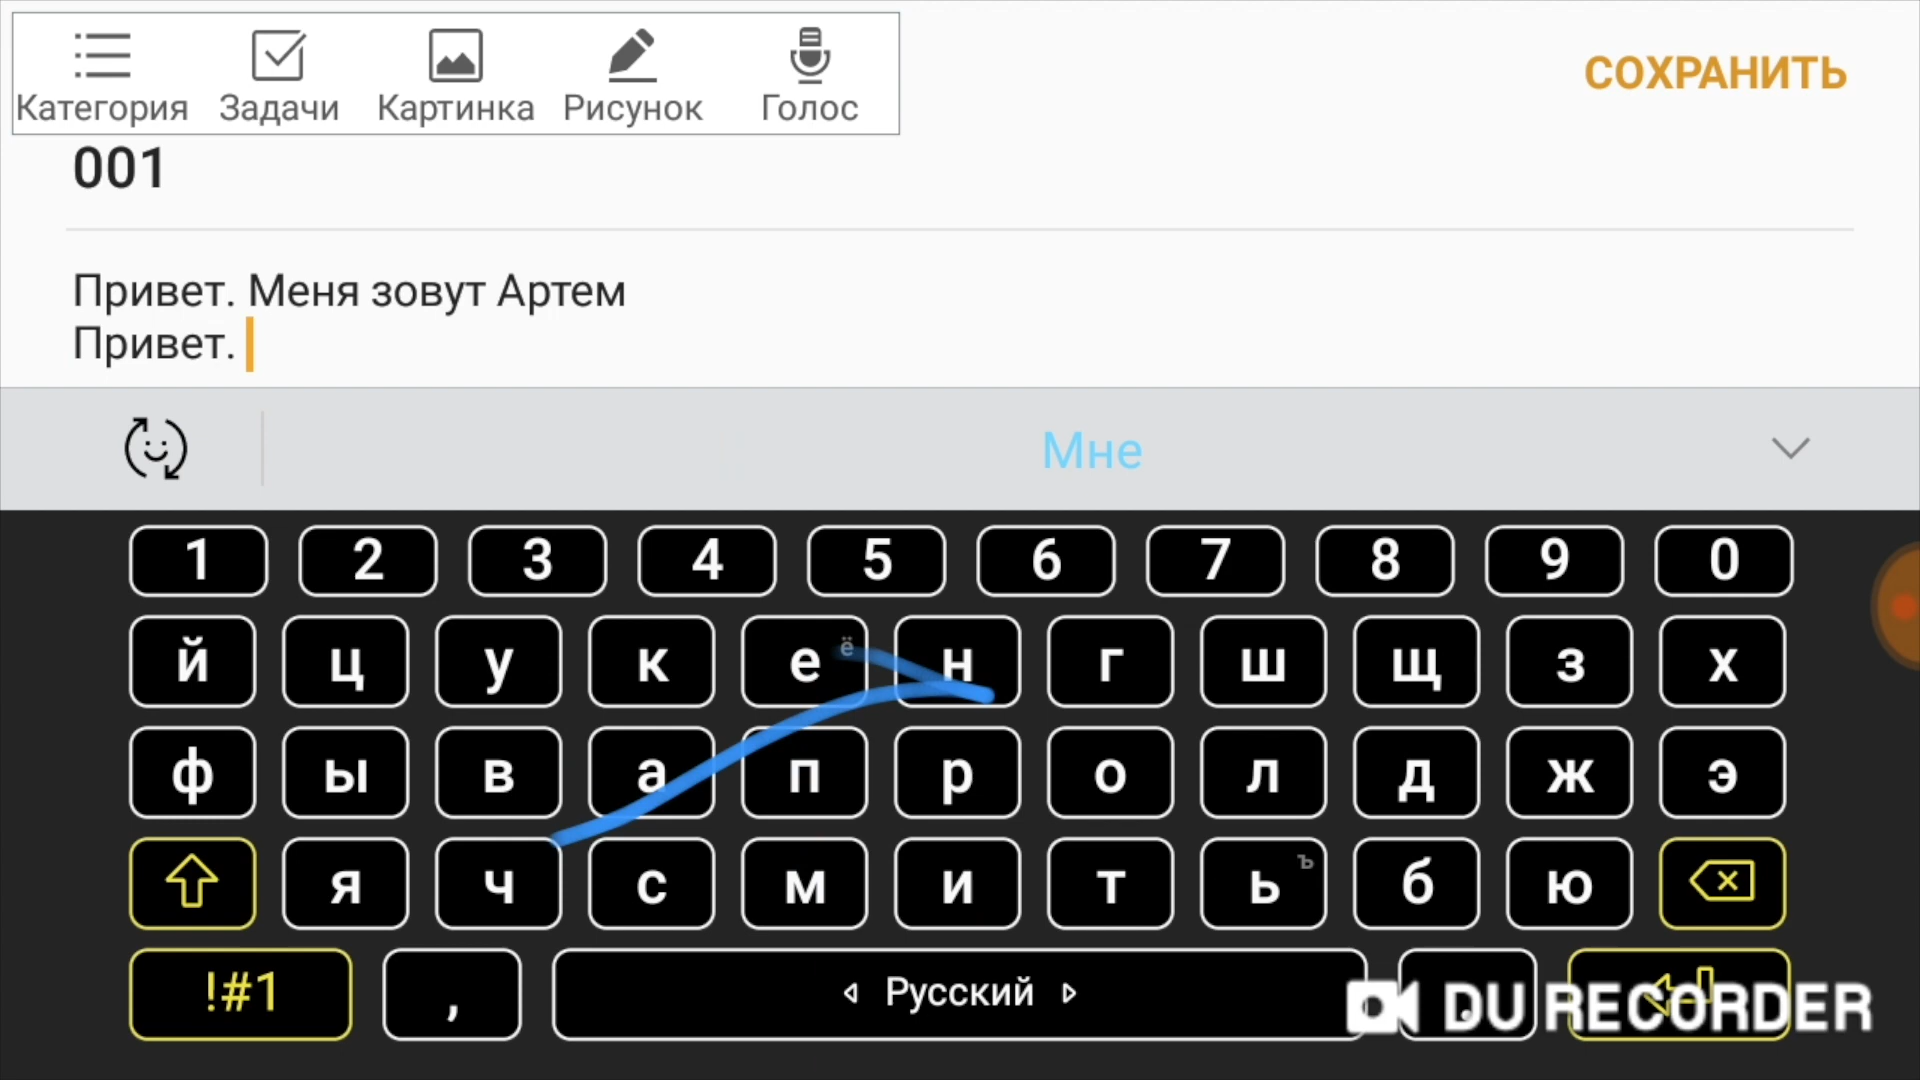 Категория Задачи Картинка Рисунок Голос
СОХРАНИТЬ
001
Привет. Меня зовут Артем
Привет.
Мне
1 2 3 4 5 6 7 8 9 0
й ц у к е ё н г ш щ з х
ф ы в а п р о л д ж э
я ч с м и т ь ъ б ю
!#1 , Русский .
DU RECORDER